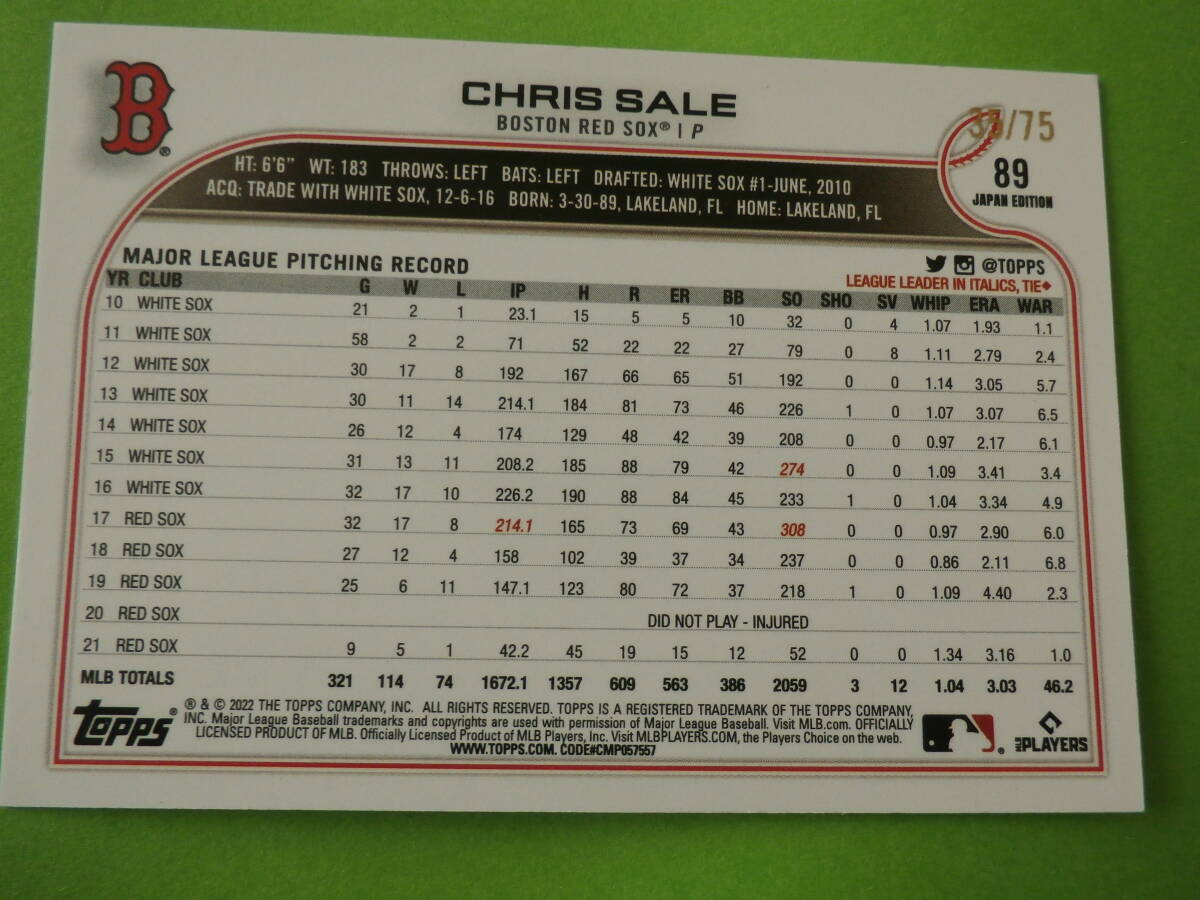 B
CHRIS SALE
BOSTON RED SOX® | P
/75
89
JAPAN EDITION
HT: 6'6" WT: 183 THROWS: LEFT BATS: LEFT DRAFTED: WHITE SOX #1-JUNE, 2010
ACQ: TRADE WITH WHITE SOX, 12-6-16 BORN: 3-30-89, LAKELAND, FL HOME: LAKELAND, FL
MAJOR LEAGUE PITCHING RECORD
@TOPPS
LEAGUE LEADER IN ITALICS, TIE◆
YR CLUB G W L IP H R ER BB SO SHO SV WHIP ERA WAR
10 WHITE SOX 21 2 1 23.1 15 5 5 10 32 0 4 1.07 1.93 1.1
11 WHITE SOX 58 2 2 71 52 22 22 27 79 0 8 1.11 2.79 2.4
12 WHITE SOX 30 17 8 192 167 66 65 51 192 0 0 1.14 3.05 5.7
13 WHITE SOX 30 11 14 214.1 184 81 73 46 226 1 0 1.07 3.07 6.5
14 WHITE SOX 26 12 4 174 129 48 42 39 208 0 0 0.97 2.17 6.1
15 WHITE SOX 31 13 11 208.2 185 88 79 42 274 0 0 1.09 3.41 3.4
16 WHITE SOX 32 17 10 226.2 190 88 84 45 233 1 0 1.04 3.34 4.9
17 RED SOX 32 17 8 214.1 165 73 69 43 308 0 0 0.97 2.90 6.0
18 RED SOX 27 12 4 158 102 39 37 34 237 0 0 0.86 2.11 6.8
19 RED SOX 25 6 11 147.1 123 80 72 37 218 1 0 1.09 4.40 2.3
20 RED SOX DID NOT PLAY - INJURED
21 RED SOX 9 5 1 42.2 45 19 15 12 52 0 0 1.34 3.16 1.0
MLB TOTALS 321 114 74 1672.1 1357 609 563 386 2059 3 12 1.04 3.03 46.2
Topps®
® & © 2022 THE TOPPS COMPANY, INC. ALL RIGHTS RESERVED. TOPPS IS A REGISTERED TRADEMARK OF THE TOPPS COMPANY,
INC. Major League Baseball trademarks and copyrights are used with permission of Major League Baseball. Visit MLB.com. OFFICIALLY
LICENSED PRODUCT OF MLB. Officially Licensed Product of MLB Players, Inc. Visit MLBPLAYERS.COM, the Players Choice on the web.
WWW.TOPPS.COM. CODE#CMP057557
MLB PLAYERS